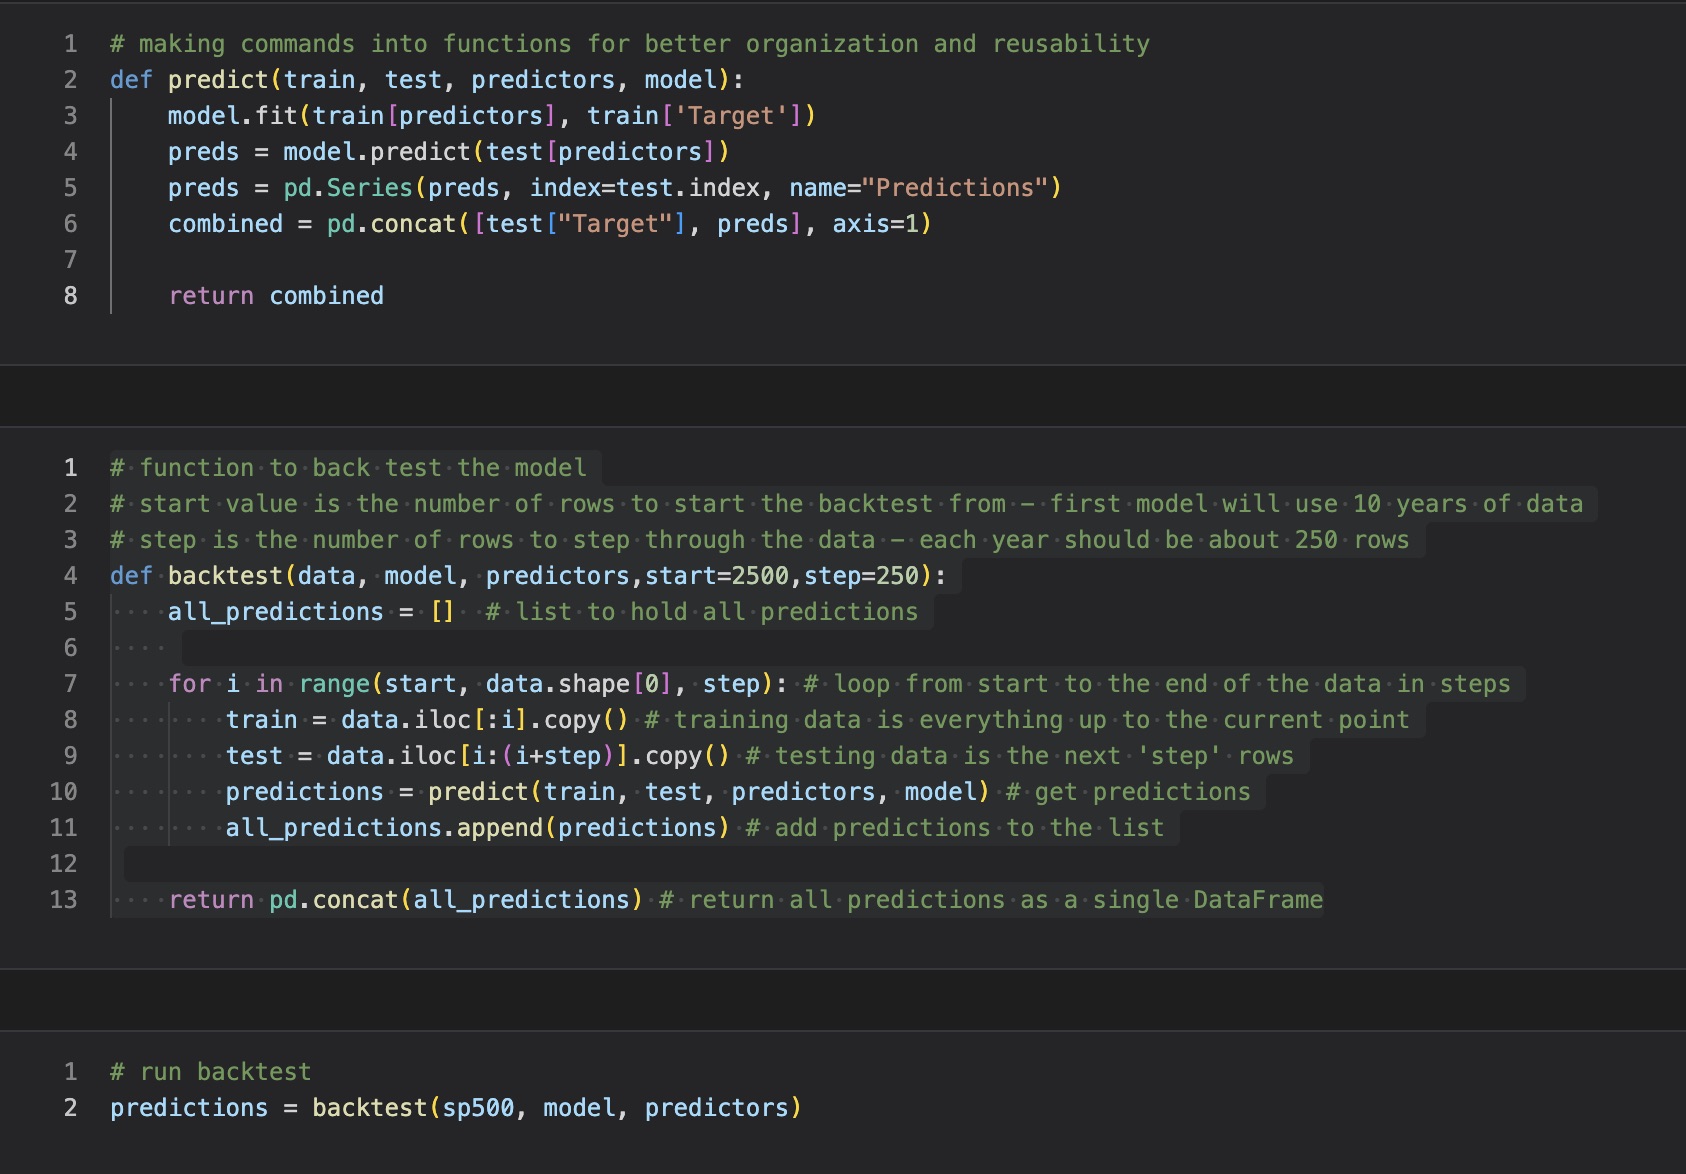 1 # making commands into functions for better organization and reusability
2 def predict(train, test, predictors, model):
3     model.fit(train[predictors], train['Target'])
4     preds = model.predict(test[predictors])
5     preds = pd.Series(preds, index=test.index, name="Predictions")
6     combined = pd.concat([test["Target"], preds], axis=1)
7
8     return combined
1 # function to back test the model
2 # start value is the number of rows to start the backtest from – first model will use 10 years of data
3 # step is the number of rows to step through the data – each year should be about 250 rows
4 def backtest(data, model, predictors,start=2500,step=250):
5     all_predictions = []  # list to hold all predictions
6
7     for i in range(start, data.shape[0], step): # loop from start to the end of the data in steps
8         train = data.iloc[:i].copy() # training data is everything up to the current point
9         test = data.iloc[i:(i+step)].copy() # testing data is the next 'step' rows
10         predictions = predict(train, test, predictors, model) # get predictions
11         all_predictions.append(predictions) # add predictions to the list
12
13     return pd.concat(all_predictions) # return all predictions as a single DataFrame
1 # run backtest
2 predictions = backtest(sp500, model, predictors)